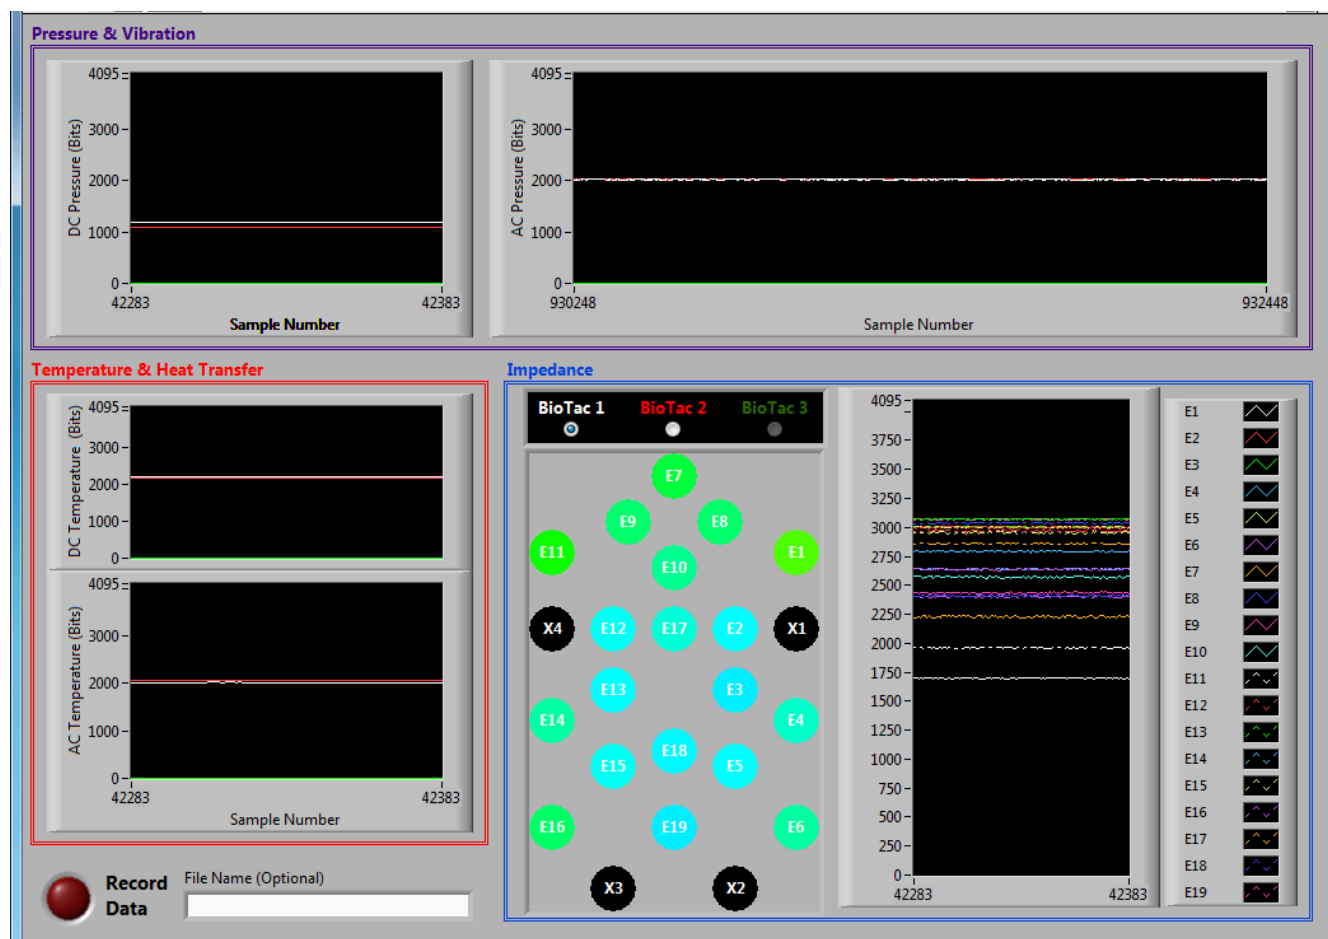 Pressure & Vibration
4095
3000
2000
1000
0
DC Pressure (Bits)
42283
42383
Sample Number
4095
3000
2000
1000
0
AC Pressure (Bits)
930248
932448
Sample Number
Temperature & Heat Transfer
4095
3000
2000
1000
0
DC Temperature (Bits)
4095
3000
2000
1000
0
AC Temperature (Bits)
42283
42383
Sample Number
Record
Data
File Name (Optional)
Impedance
BioTac 1 BioTac 2 BioTac 3
E7
E9 E8
E11 E1
E10
X4 E12 E17 E2 X1
E13 E3
E14 E4
E18
E15 E5
E16 E19 E6
X3 X2
4095
3750
3500
3250
3000
2750
2500
2250
2000
1750
1500
1250
1000
750
500
250
0
42283
42383
E1
E2
E3
E4
E5
E6
E7
E8
E9
E10
E11
E12
E13
E14
E15
E16
E17
E18
E19